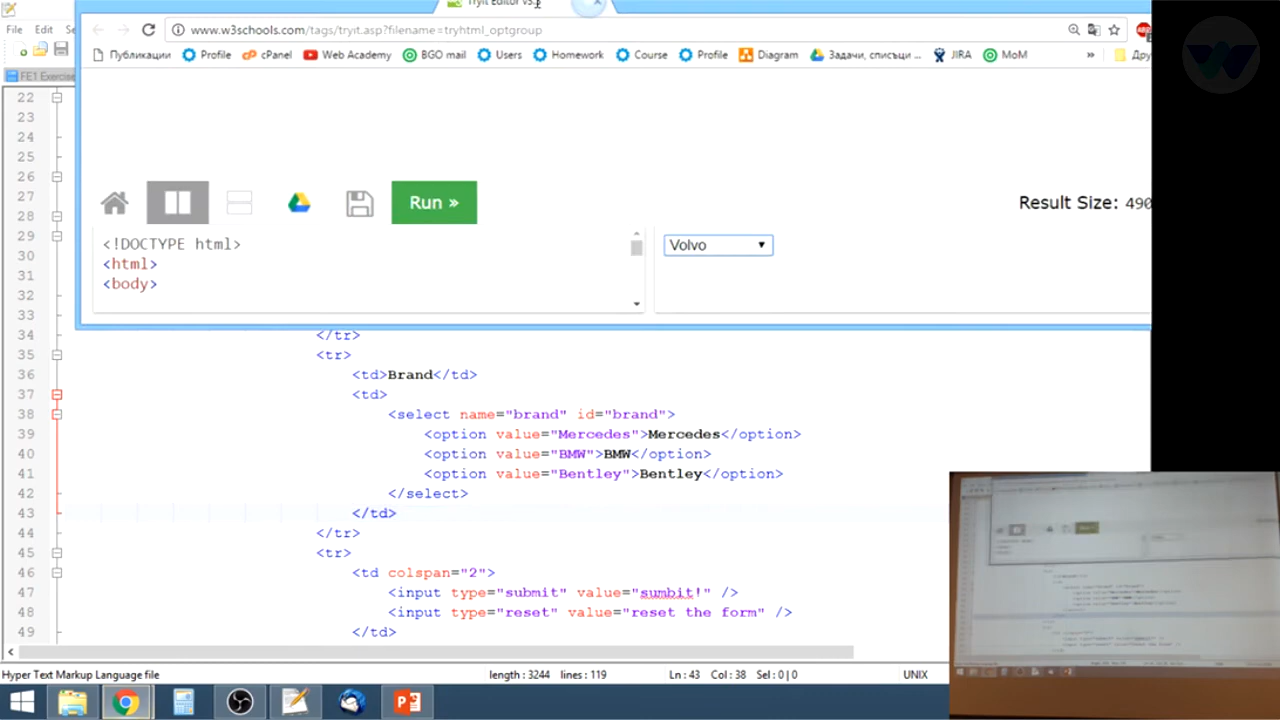 Tryit Editor v3.
File Edit Se
www.w3schools.com/tags/tryit.asp?filename=tryhtml_optgroup
Публикации Profile cPanel Web Academy BGO mail Users Homework Course Profile Diagram Задачи, списъци ... JIRA MoM » Дру
FE1 Exercise
22
23
24
25
26
27
28
29
30
31
32
33
Run »
Result Size: 490
<!DOCTYPE html>
<html>
<body>
Volvo
34 </tr>
35 <tr>
36 <td>Brand</td>
37 <td>
38 <select name="brand" id="brand">
39 <option value="Mercedes">Mercedes</option>
40 <option value="BMW">BMW</option>
41 <option value="Bentley">Bentley</option>
42 </select>
43 </td>
44 </tr>
45 <tr>
46 <td colspan="2">
47 <input type="submit" value="sumbit!" />
48 <input type="reset" value="reset the form" />
49 </td>
Hyper Text Markup Language file length : 3244 lines : 119 Ln : 43 Col : 38 Sel : 0 | 0 UNIX